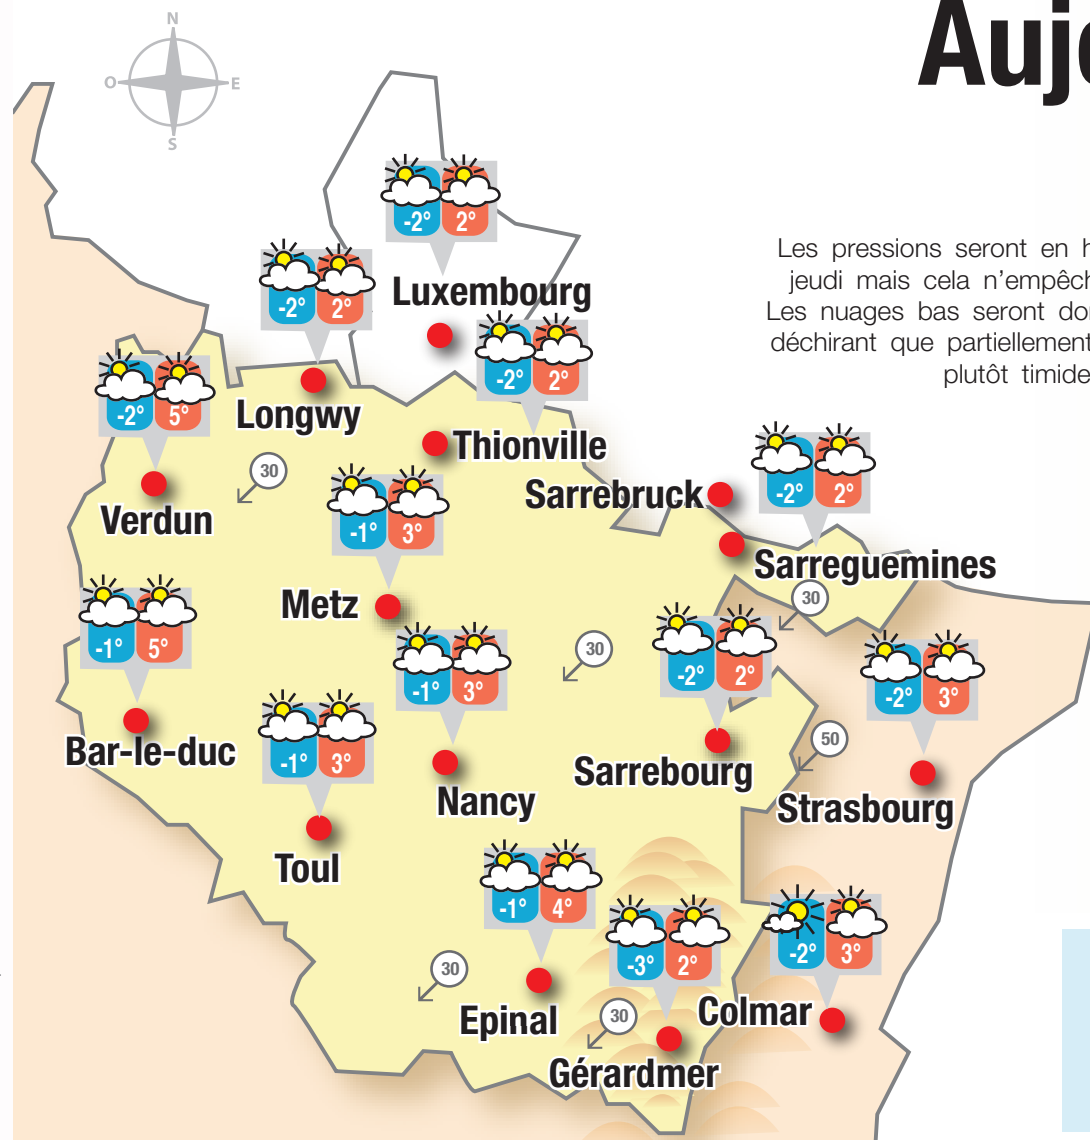 Aujo
N
O E
S
Les pressions seront en h
jeudi mais cela n’empêch
Les nuages bas seront don
déchirant que partiellement
plutôt timide
-2° 2°
Luxembourg
-2° 2°
Longwy
-2° 2°
Thionville
-2° 5°
Verdun
30
-2° 2°
Sarrebruck
Sarreguemines
30
-1° 3°
Metz
-1° 5°
Bar-le-duc
-1° 3°
Nancy
30
-2° 2°
Sarrebourg
-2° 3°
Strasbourg
50
-1° 3°
Toul
-1° 4°
Epinal
30
-3° 2°
Gérardmer
30
-2° 3°
Colmar